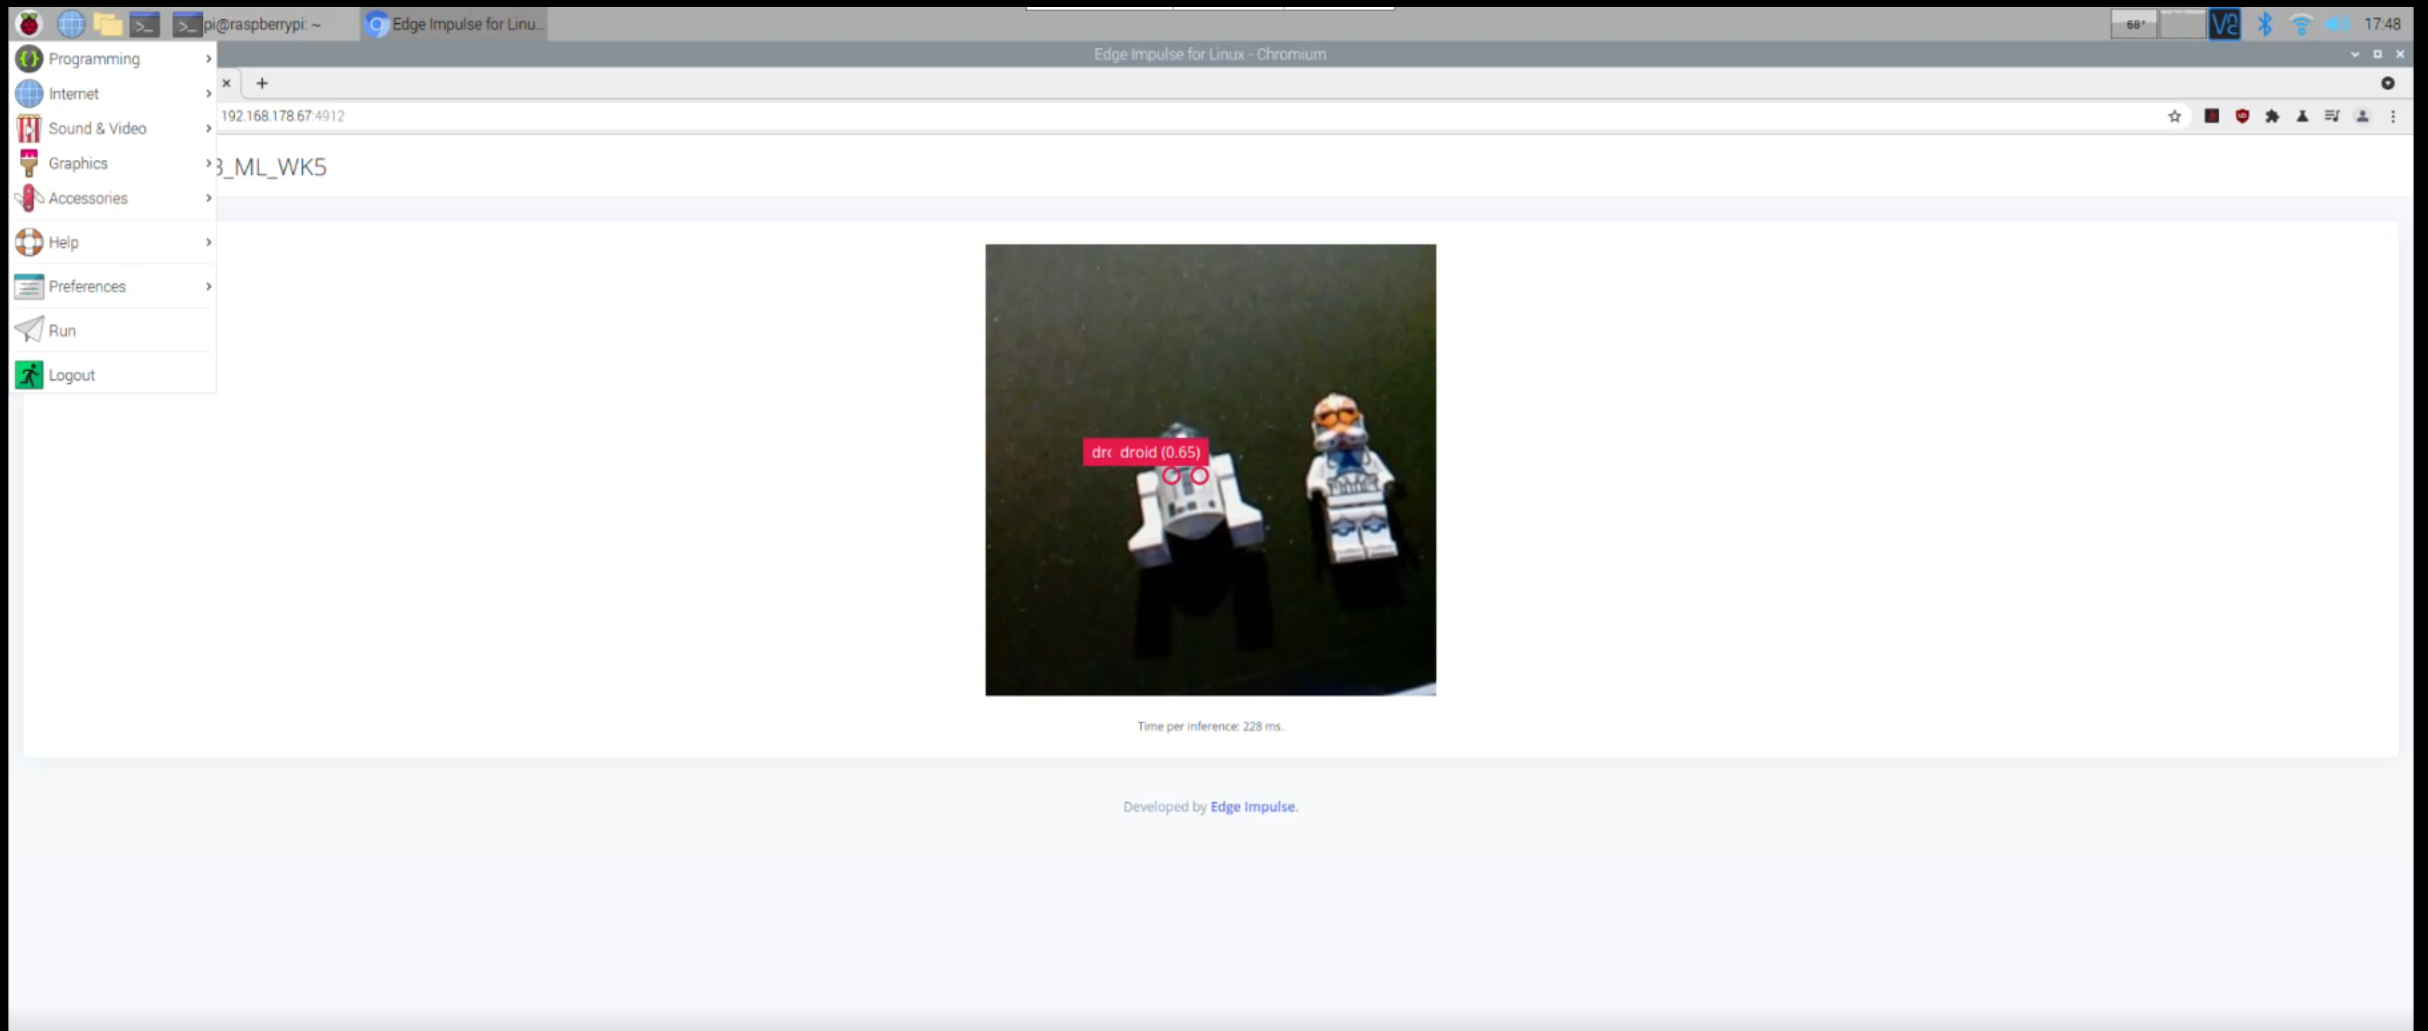 pi@raspberrypi: ~
Edge Impulse for Linu...
68°
17:48
Edge Impulse for Linux - Chromium
Programming
Internet
Sound & Video
Graphics
Accessories
Help
Preferences
Run
Logout
192.168.178.67:4912
_ML_WK5
droid (0.65)
Time per inference: 228 ms.
Developed by Edge Impulse.